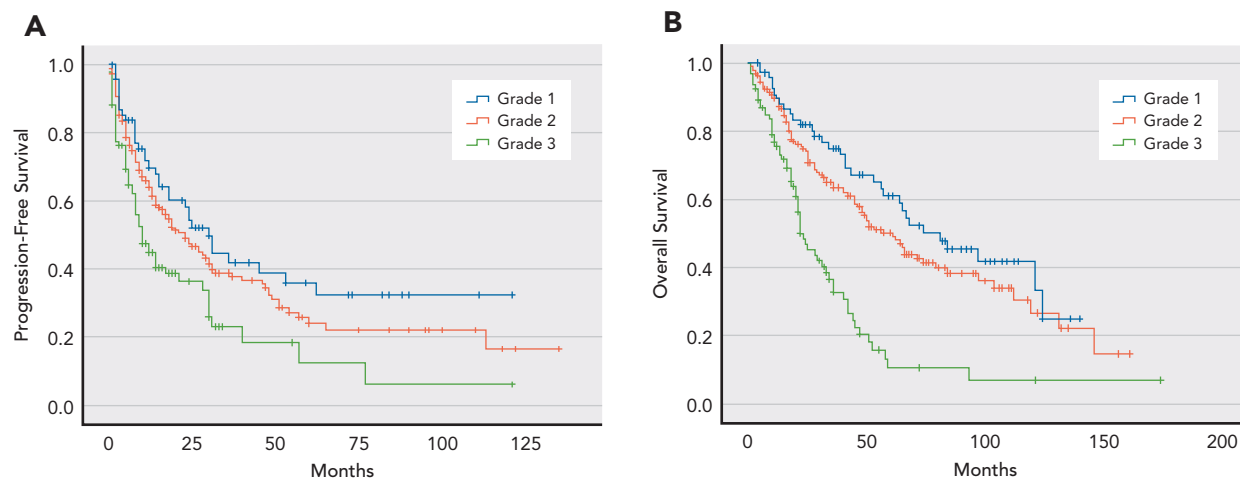 A
Progression-Free Survival
1.0
0.8
0.6
0.4
0.2
0.0
Grade 1
Grade 2
Grade 3
0 25 50 75 100 125
Months
B
Overall Survival
1.0
0.8
0.6
0.4
0.2
0.0
Grade 1
Grade 2
Grade 3
0 50 100 150 200
Months